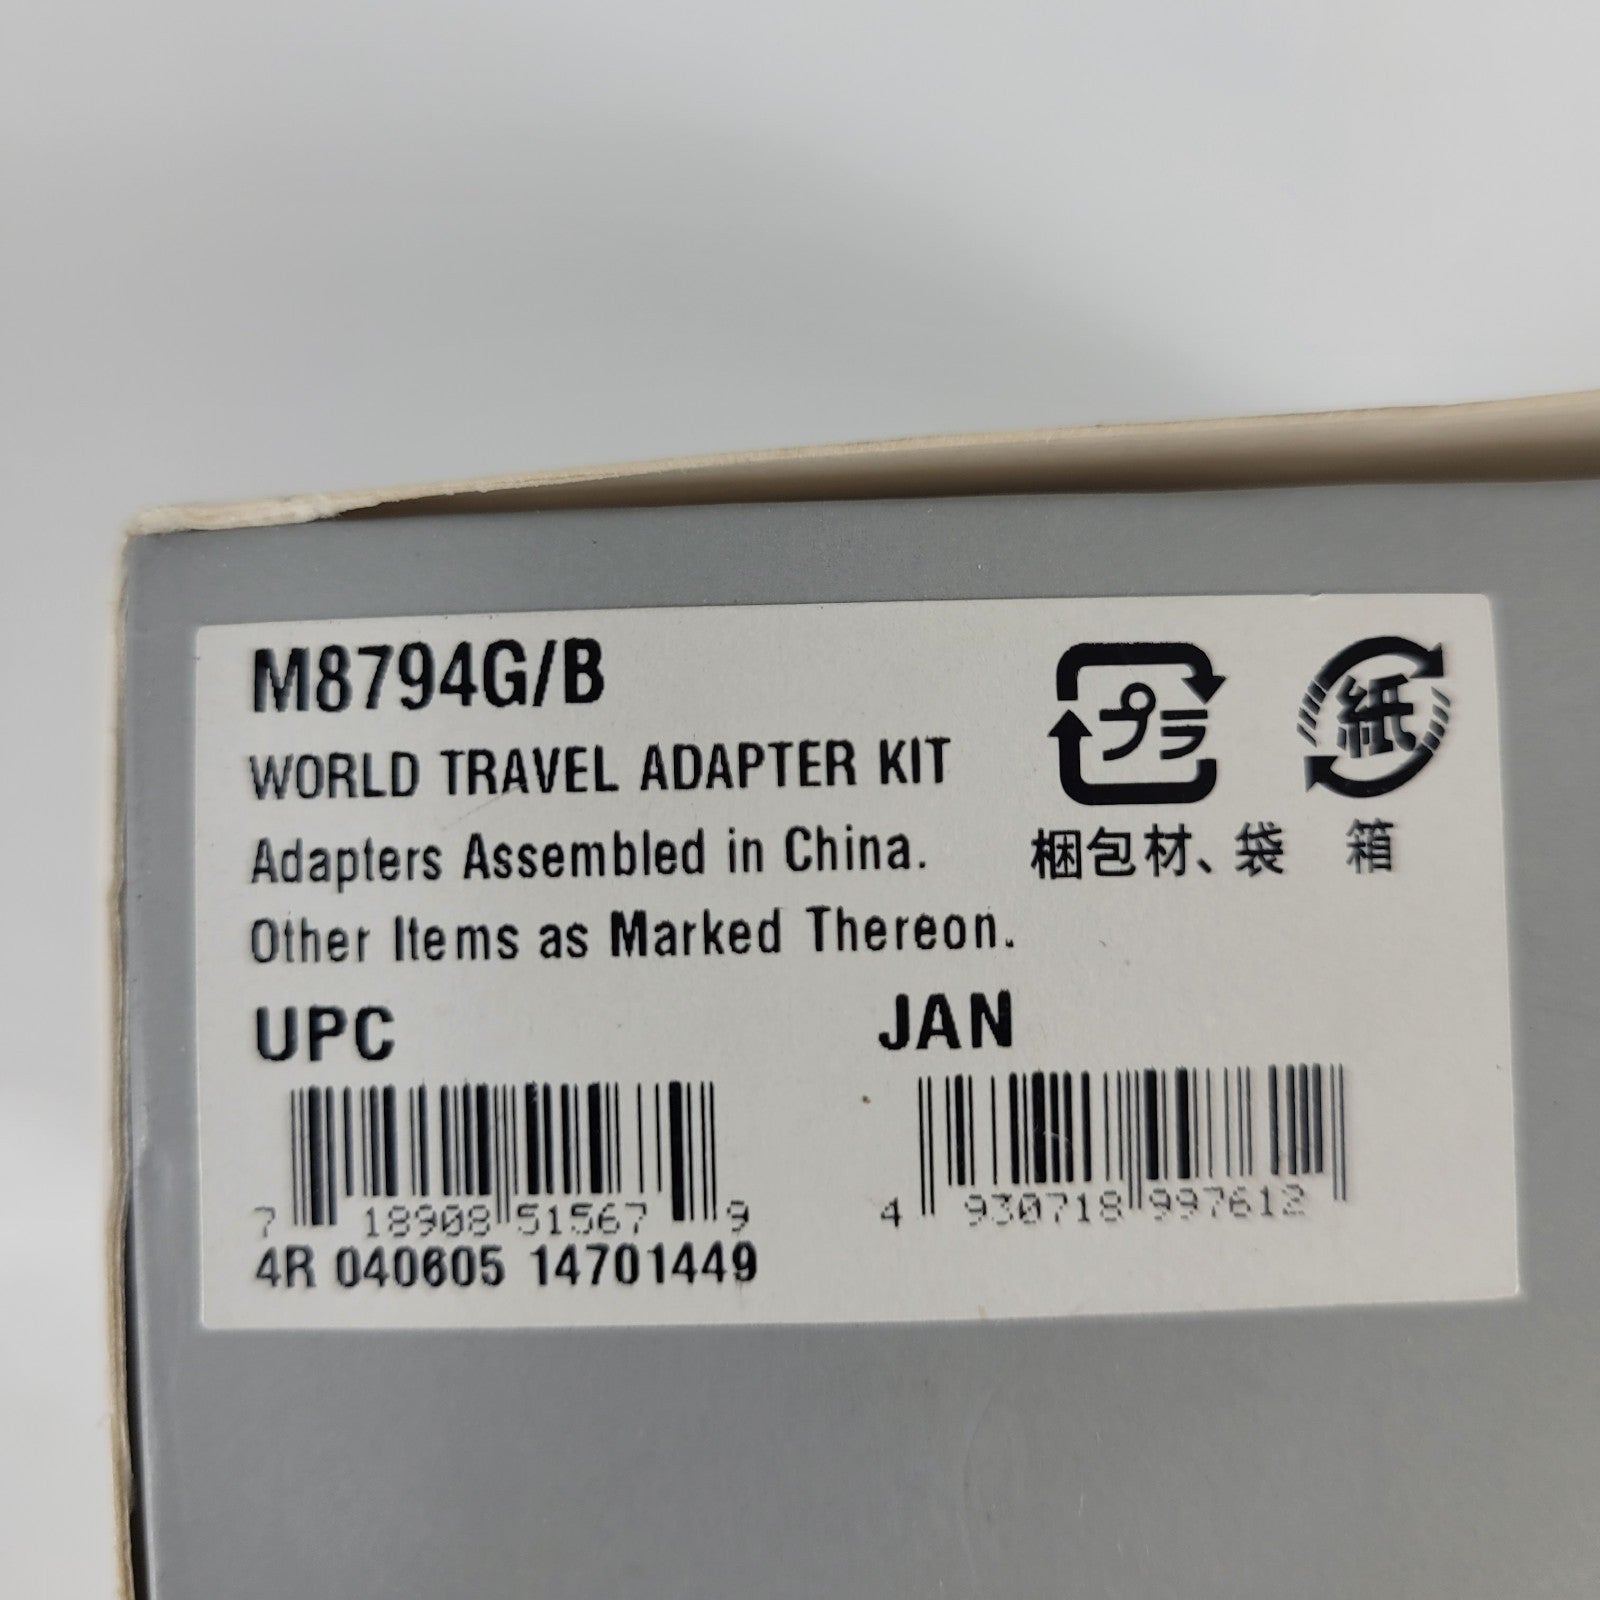 M8794G/B
WORLD TRAVEL ADAPTER KIT
Adapters Assembled in China.
Other Items as Marked Thereon.
プラ
梱包材、袋
紙
箱
UPC
7 18908 51567 9
4R 040605 14701449
JAN
4 930718 997612